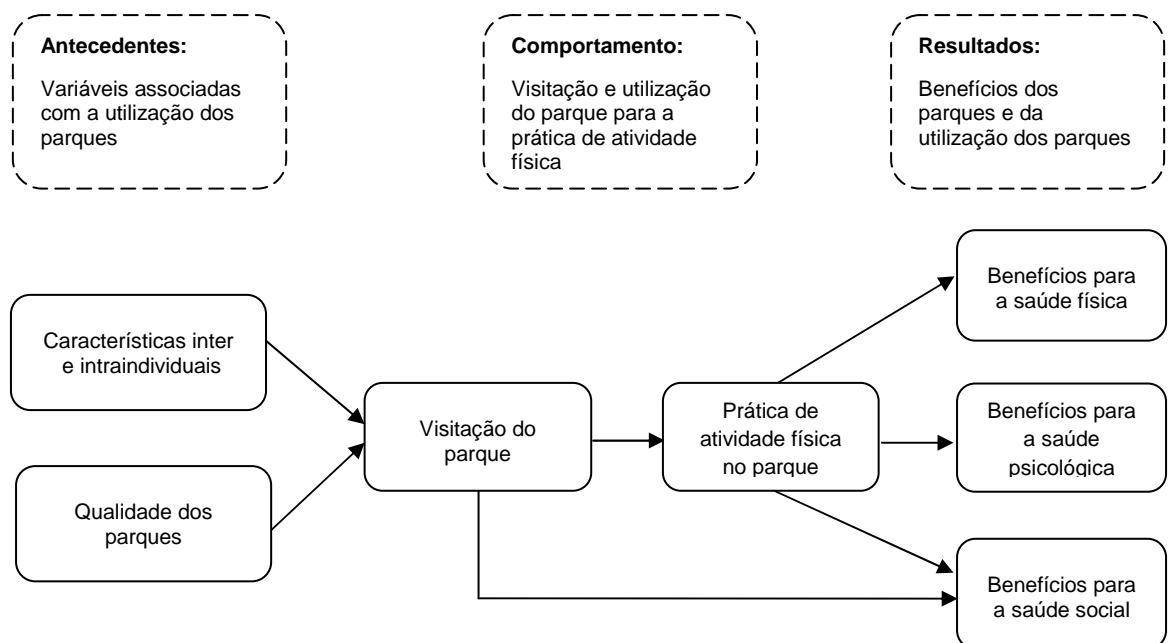 Antecedentes:
Variáveis associadas
com a utilização dos
parques
Comportamento:
Visitação e utilização
do parque para a
prática de atividade
física
Resultados:
Benefícios dos
parques e da
utilização dos parques
Características inter
e intraindividuais
Qualidade dos
parques
Visitação do
parque
Prática de
atividade física
no parque
Benefícios para
a saúde física
Benefícios para
a saúde
psicológica
Benefícios para
a saúde social